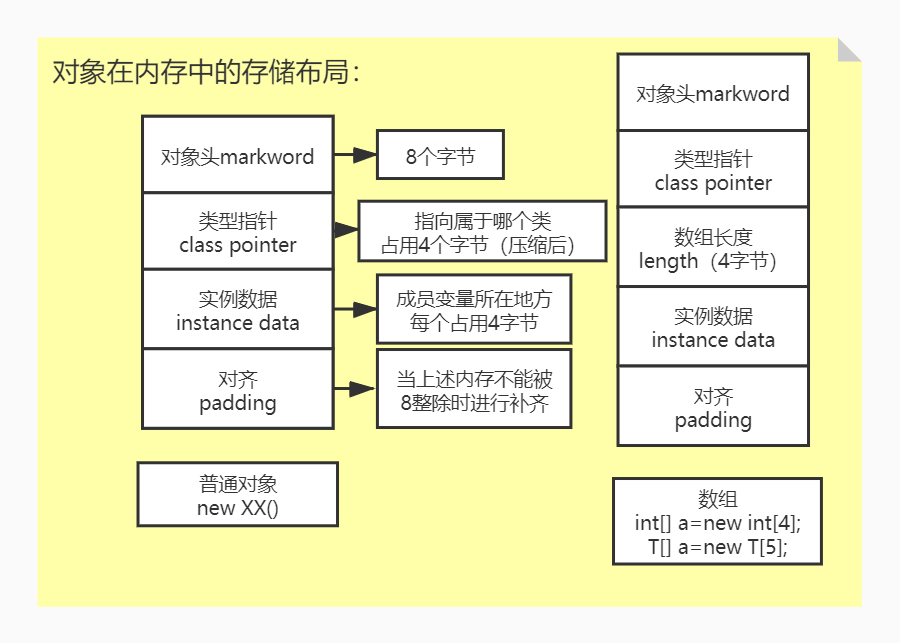 对象在内存中的存储布局：
对象头markword
8个字节
类型指针
class pointer
指向属于哪个类
占用4个字节（压缩后）
实例数据
instance data
成员变量所在地方
每个占用4字节
对齐
padding
当上述内存不能被
8整除时进行补齐
普通对象
new XX()
对象头markword
类型指针
class pointer
数组长度
length（4字节）
实例数据
instance data
对齐
padding
数组
int[] a=new int[4];
T[] a=new T[5];